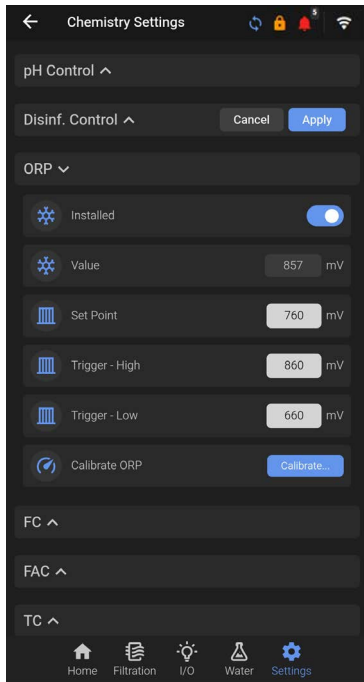 Chemistry Settings
5
pH Control
Disinf. Control Cancel Apply
ORP
Installed
Value 857 mV
Set Point 760 mV
Trigger - High 860 mV
Trigger - Low 660 mV
Calibrate ORP Calibrate...
FC
FAC
TC
Home Filtration I/O Water Settings